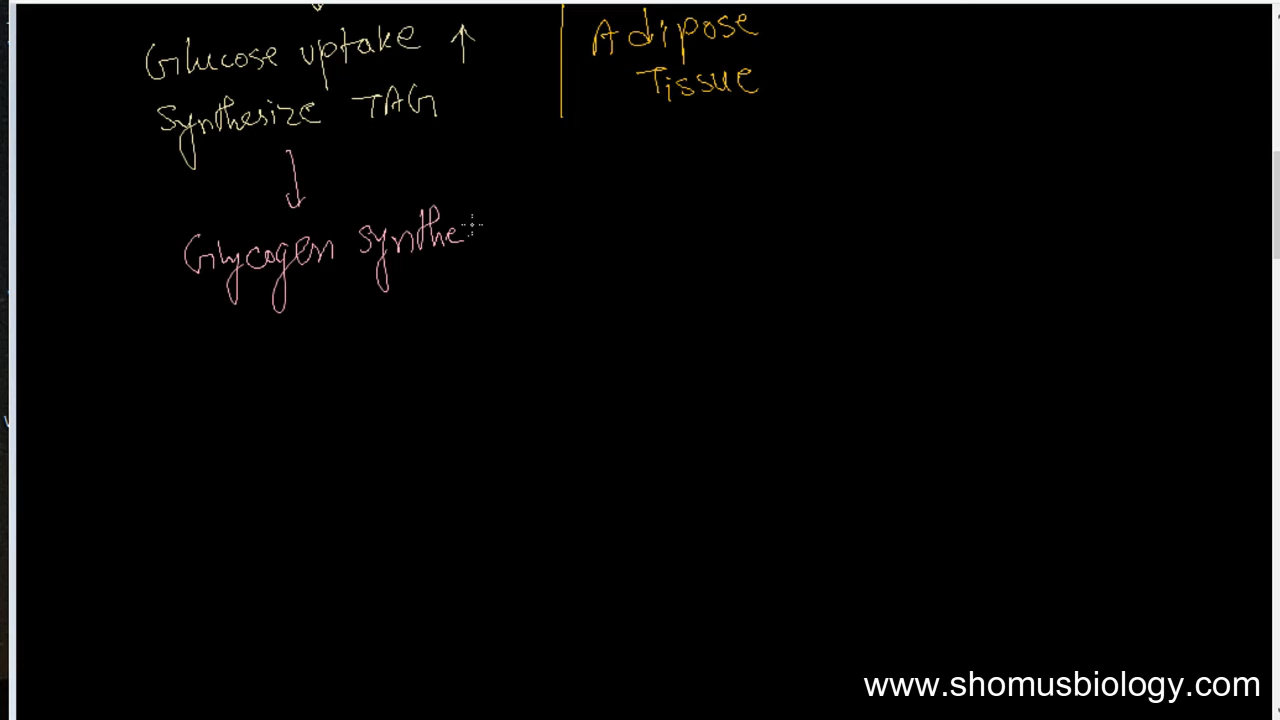 Glucose uptake ↑
Synthesize TAG
Adipose
Tissue
↓
Glycogen synthe
www.shomusbiology.com